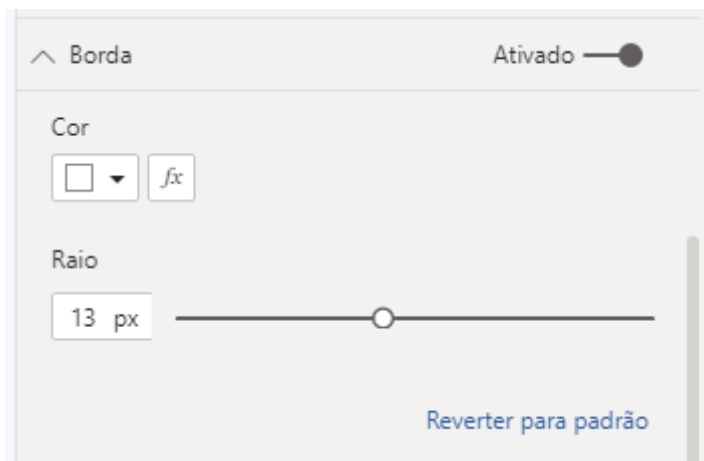 Borda Ativado
Cor
fx
Raio
13 px
Reverter para padrão